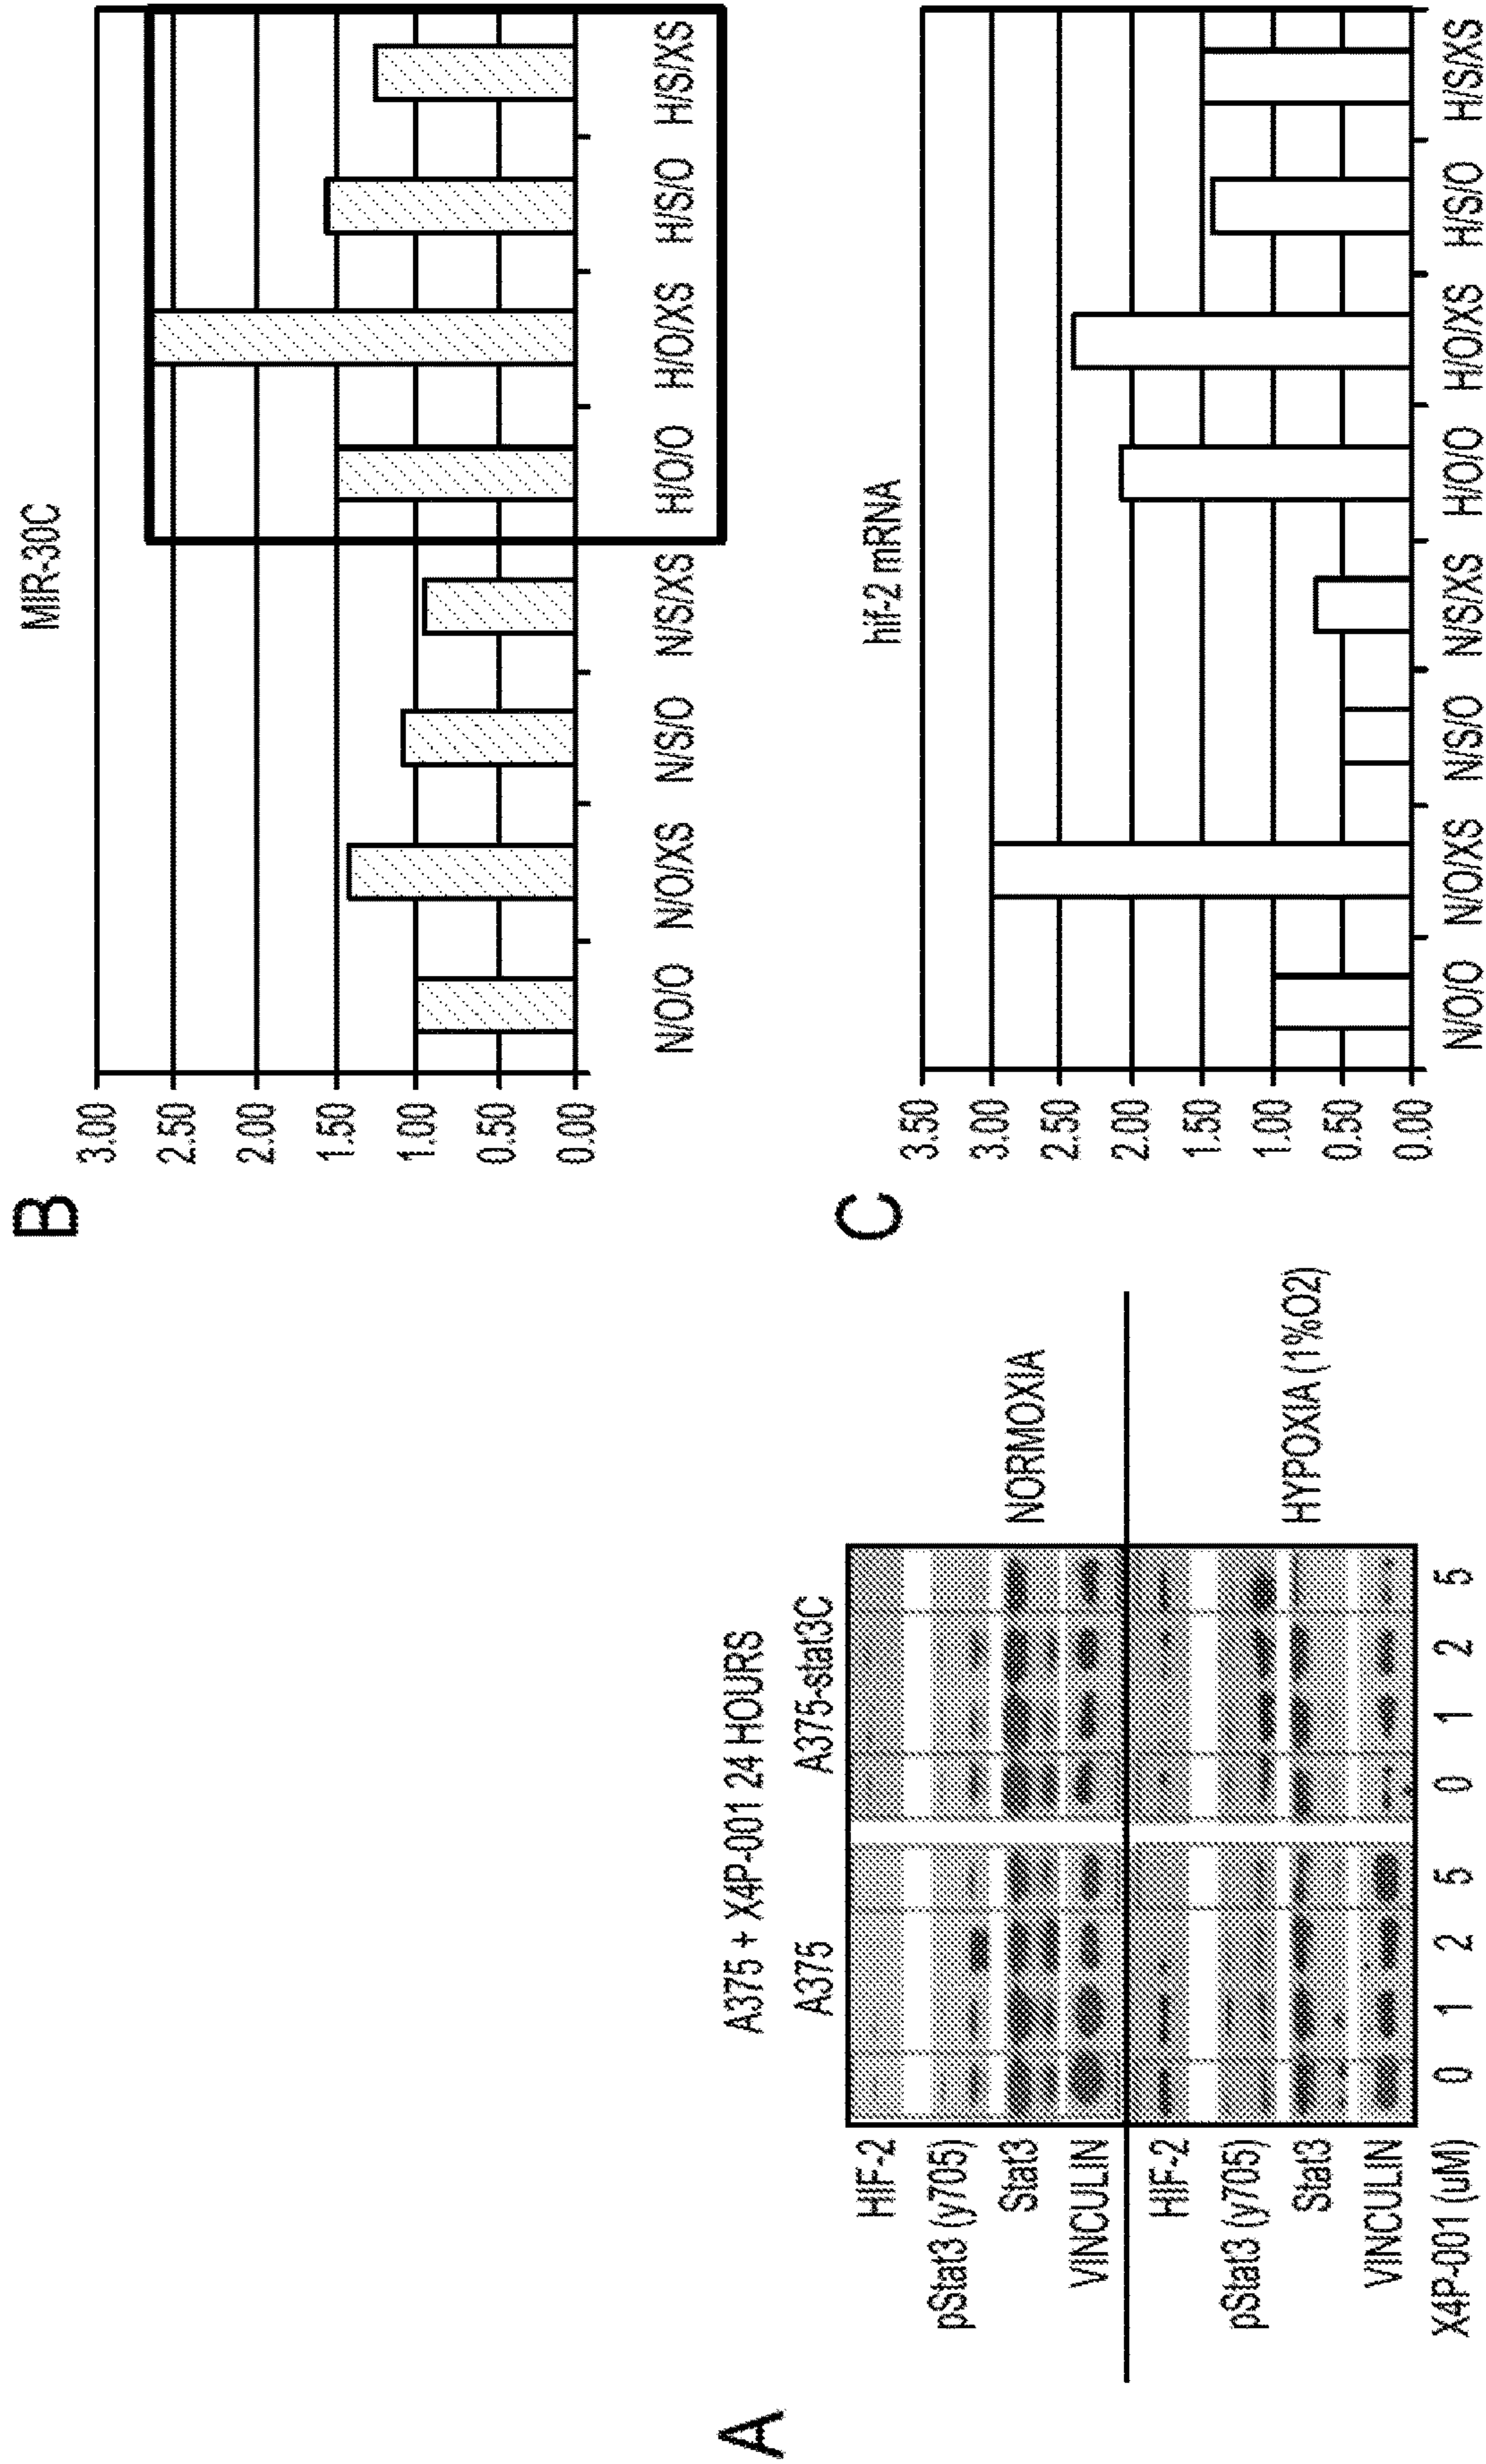 A
A375 + X4P-001 24 HOURS
A375 A375-stat3C
HIF-2
pStat3 (y705)
Stat3
VINCULIN
NORMOXIA
HIF-2
pStat3 (y705)
Stat3
VINCULIN
HYPOXIA (1%O2)
X4P-001 (uM) 0 1 2 5 0 1 2 5
B
MIR-30C
3.00
2.50
2.00
1.50
1.00
0.50
0.00
N/O/O N/O/XS N/S/O N/S/XS H/O/O H/O/XS H/S/O H/S/XS
C
hif-2 mRNA
3.50
3.00
2.50
2.00
1.50
1.00
0.50
0.00
N/O/O N/O/XS N/S/O N/S/XS H/O/O H/O/XS H/S/O H/S/XS